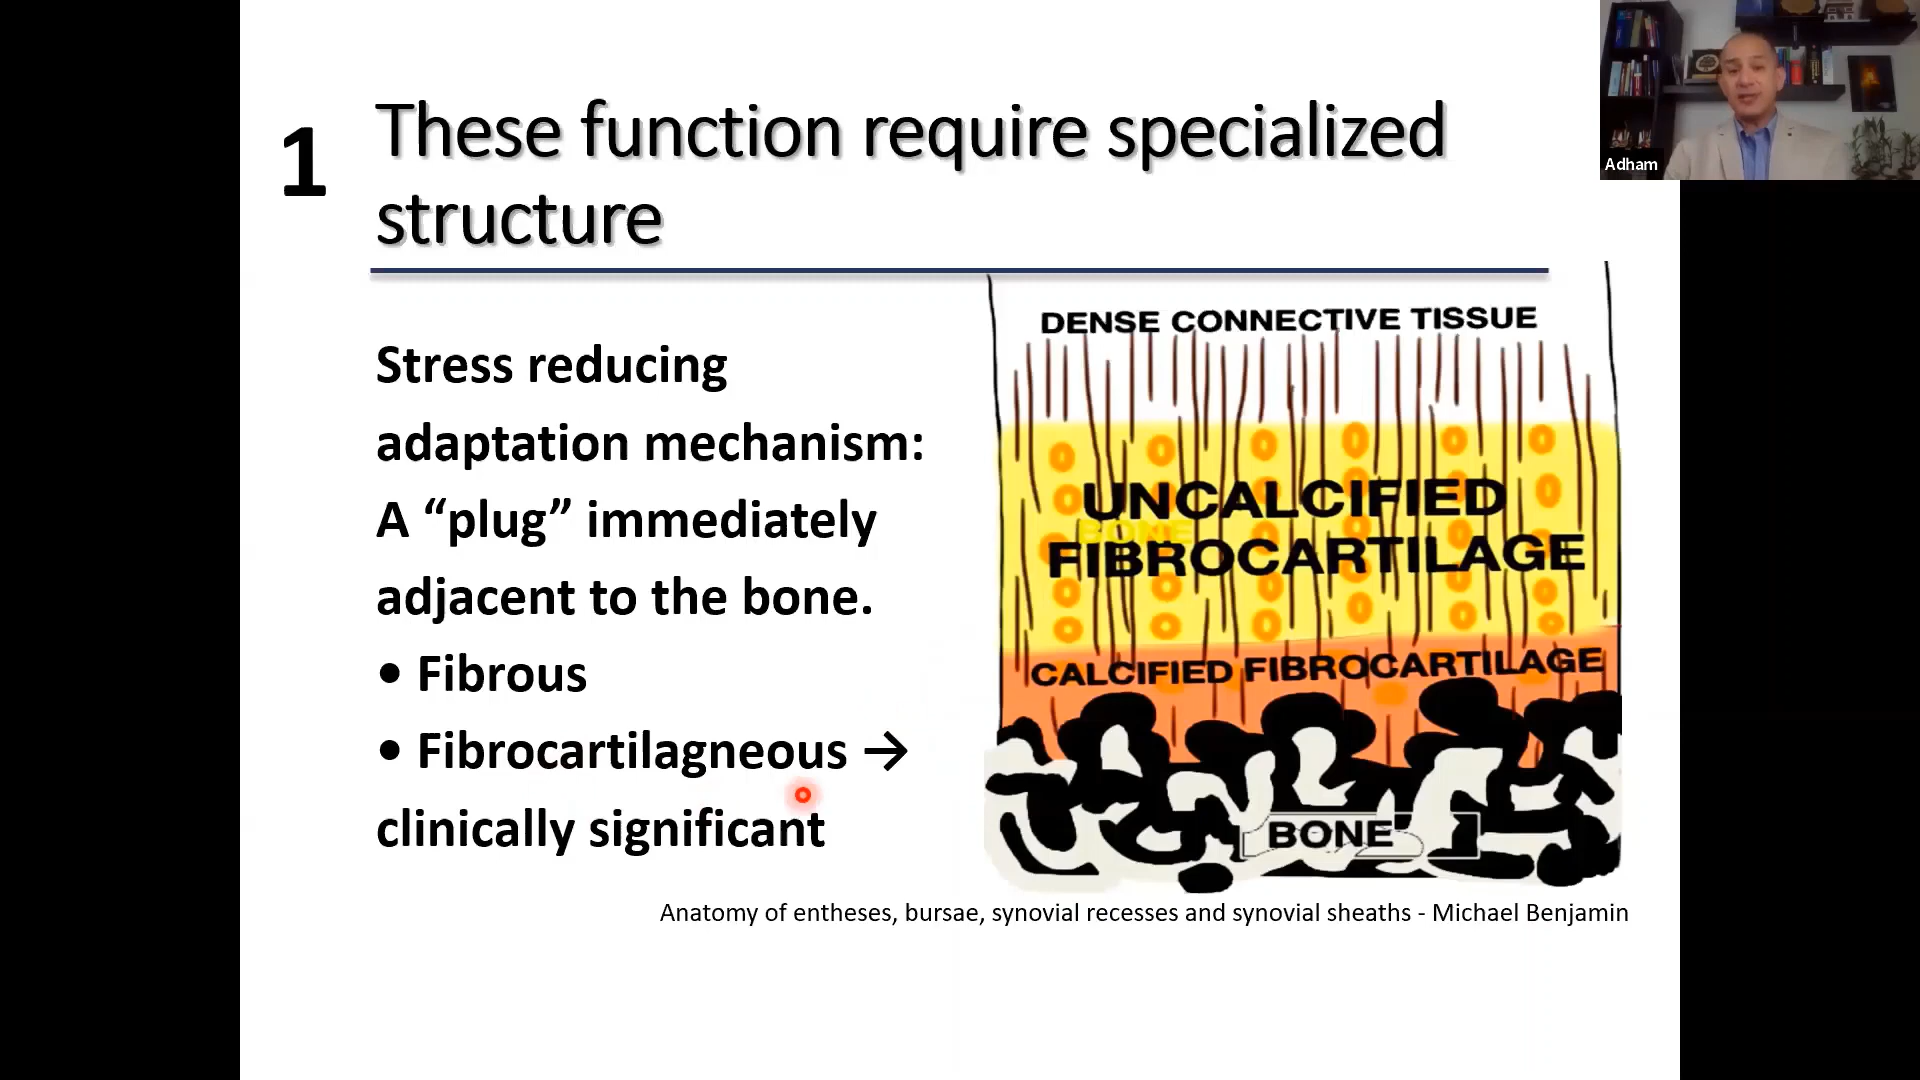 Adham
1
These function require specialized
structure
Stress reducing
adaptation mechanism:
A “plug” immediately
adjacent to the bone.
• Fibrous
• Fibrocartilagneous →
clinically significant
DENSE CONNECTIVE TISSUE
UNCALCIFIED
BONE
FIBROCARTILAGE
CALCIFIED FIBROCARTILAGE
BONE
Anatomy of entheses, bursae, synovial recesses and synovial sheaths - Michael Benjamin